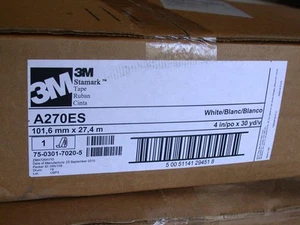 3M
3M
Stamark™
Tape
Ruban
Cinta
A270ES
White/Blanc/Blanco
101,6 mm x 27,4 m
4 in/po x 30 yd/v
1
75-0301-7020-5
5 00 51141 29451 8